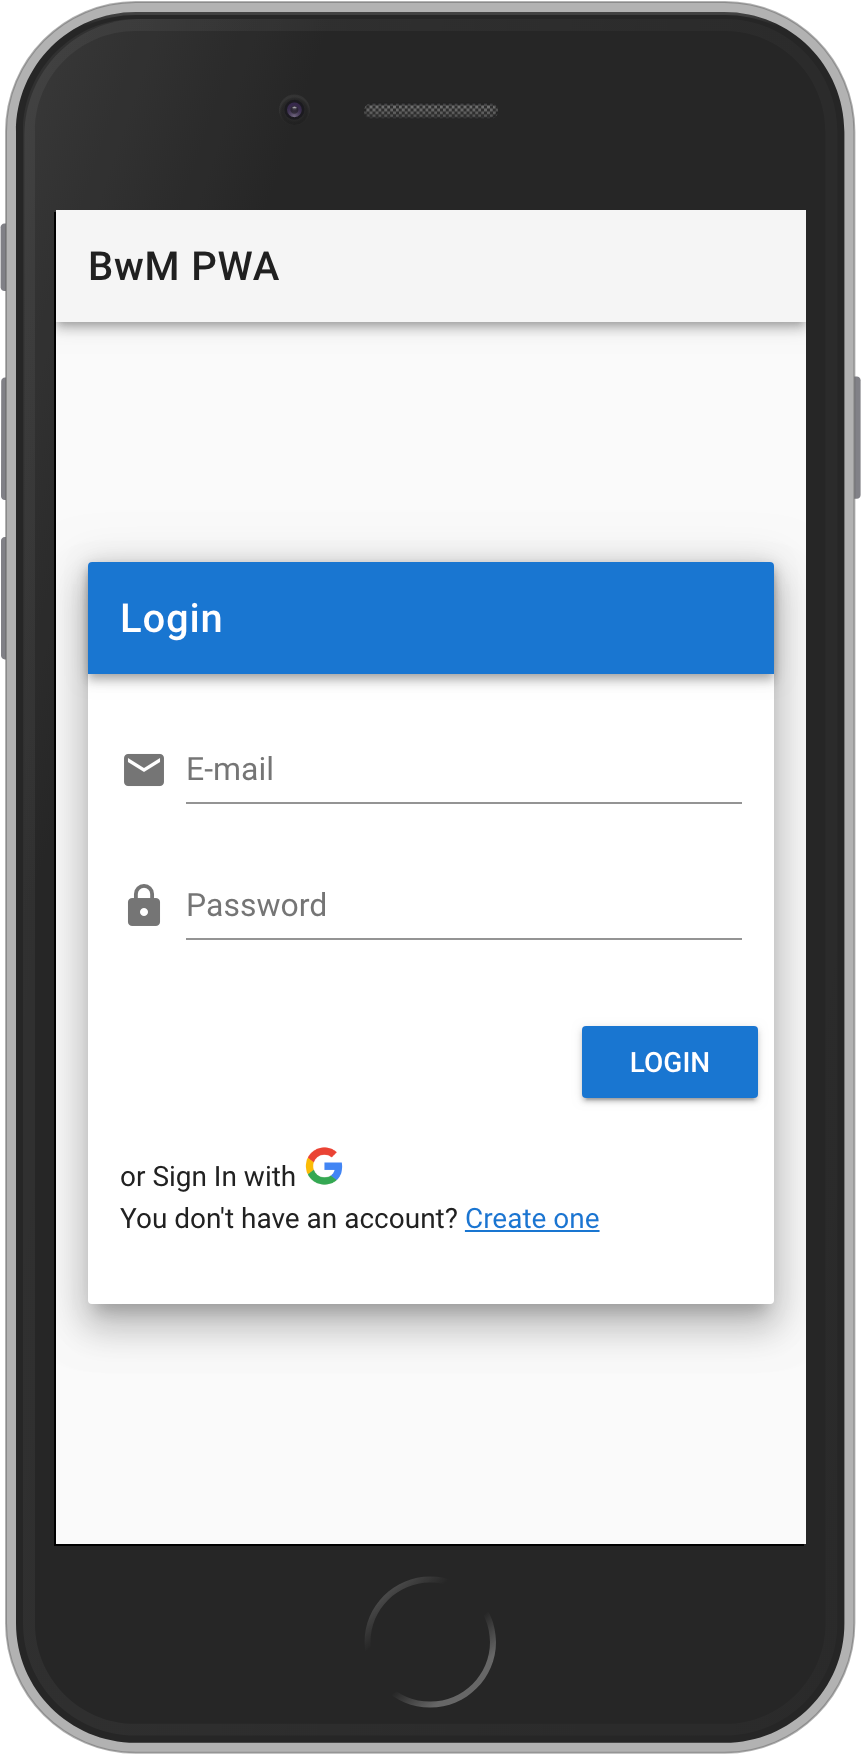 BwM PWA
Login
E-mail
Password
LOGIN
or Sign In with
You don't have an account? Create one